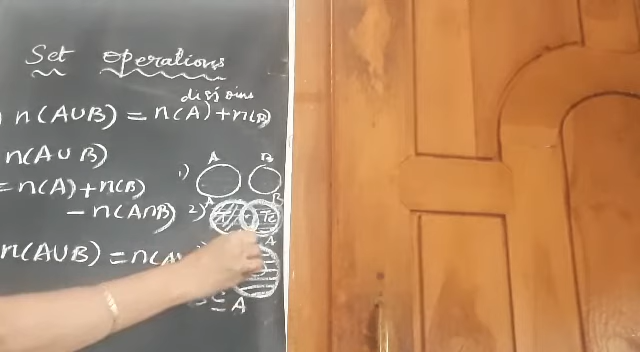 Set operations
disjoint
n(A∪B) = n(A) + n(B)
n(A∪B)
= n(A) + n(B)
- n(A∩B)
n(A∪B) = n(A
1) A B
2) A B
A
A